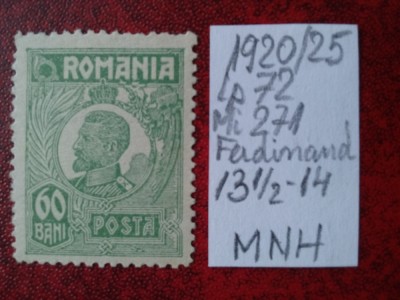 ROMANIA
60
BANI
POSTA
1920/25
Lp 72
Mi 271
Ferdinand
13 1/2-14
MNH